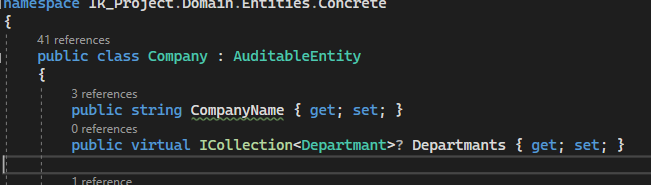 namespace IK_Project.Domain.Entities.Concrete
{
41 references
public class Company : AuditableEntity
{
3 references
public string CompanyName { get; set; }
0 references
public virtual ICollection<Departmant>? Departmants { get; set; }
1 reference